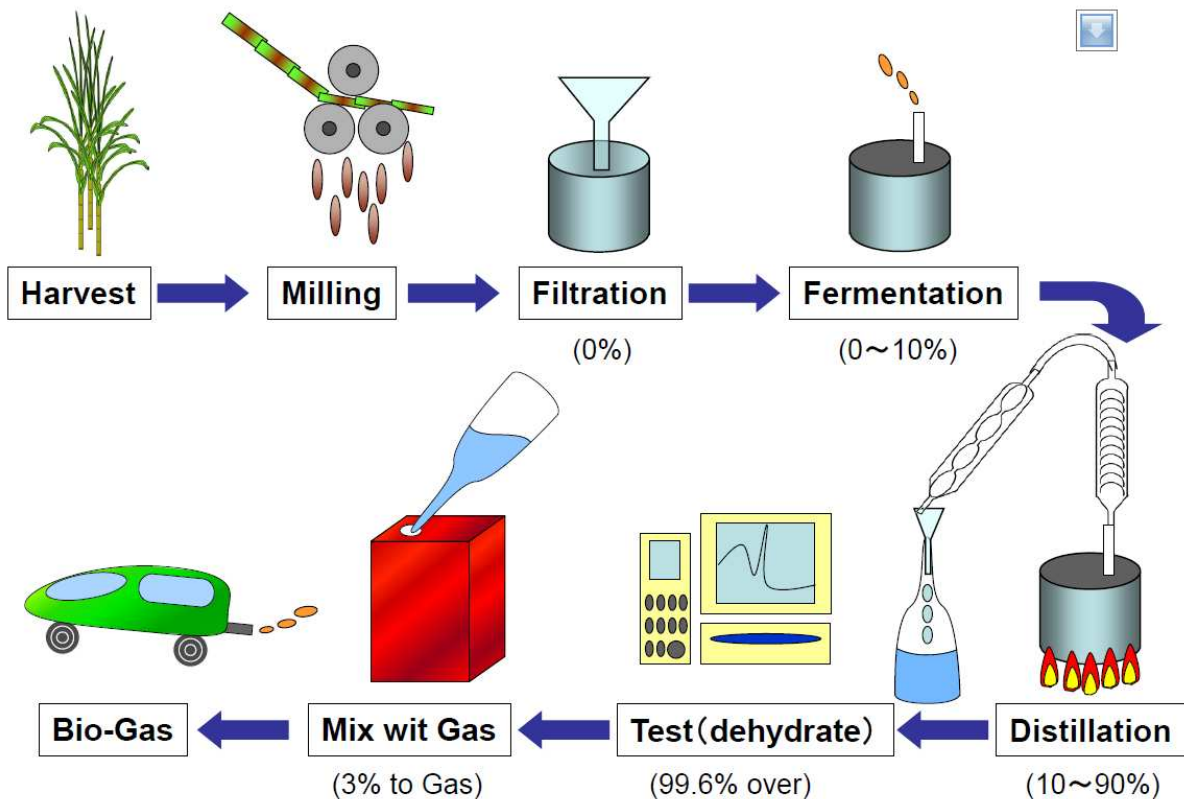 Harvest
Milling
Filtration
Fermentation
(0%)
(0～10%)
Bio-Gas
Mix wit Gas
Test（dehydrate）
Distillation
(3% to Gas)
(99.6% over)
(10～90%)